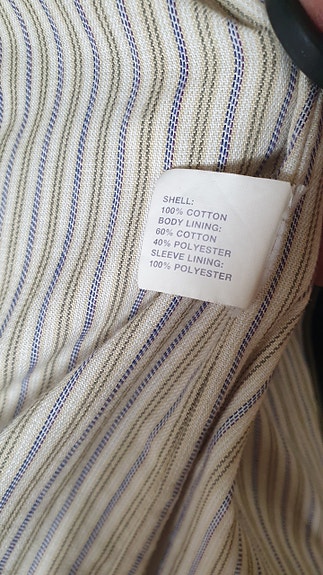 SHELL:
100% COTTON
BODY LINING:
60% COTTON
40% POLYESTER
SLEEVE LINING:
100% POLYESTER